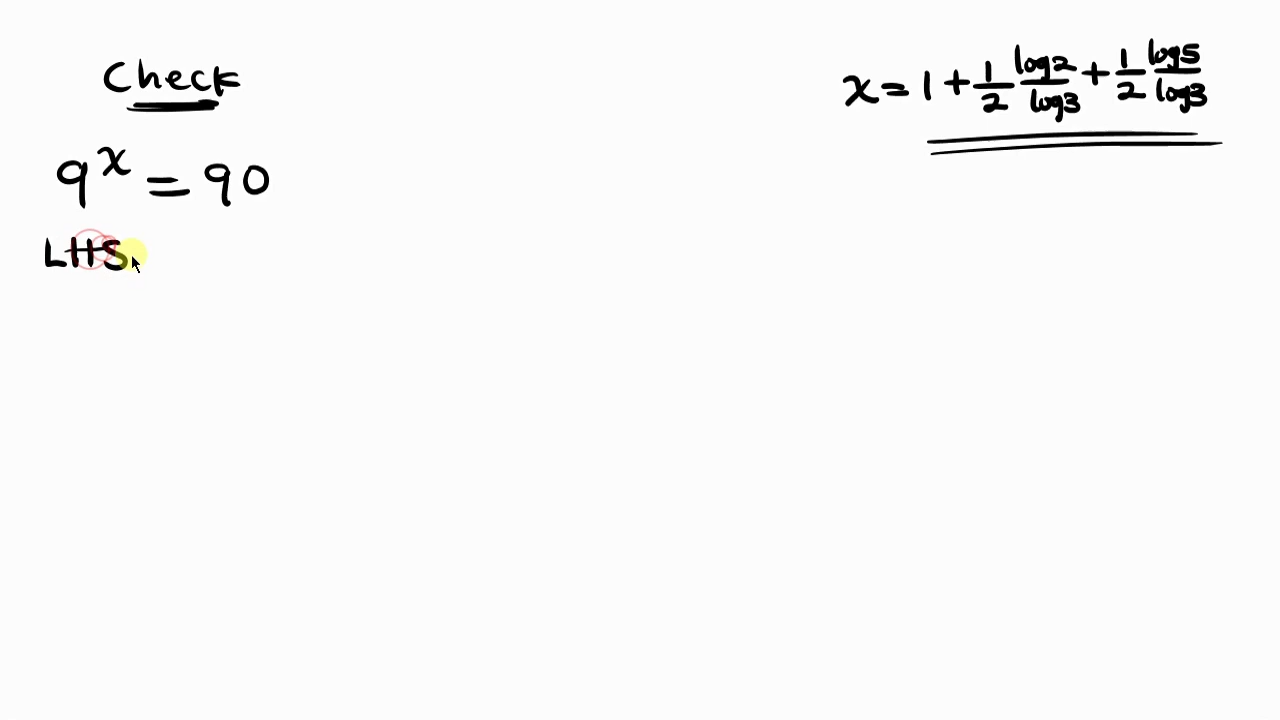 Check
x = 1 + 1/2 log2/log3 + 1/2 log5/log3
9^x = 90
LHS